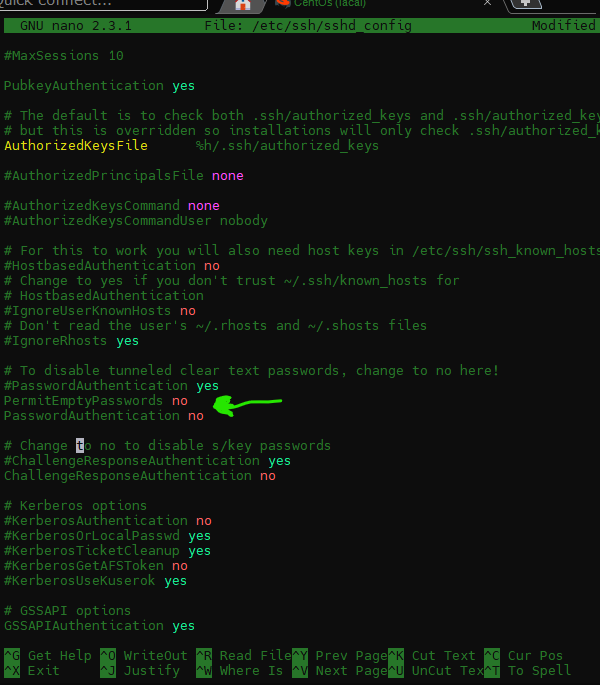 Quick connect...
CentOs (lacal)
GNU nano 2.3.1 File: /etc/ssh/sshd_config Modified
#MaxSessions 10
PubkeyAuthentication yes
# The default is to check both .ssh/authorized_keys and .ssh/authorized_key
# but this is overridden so installations will only check .ssh/authorized_k
AuthorizedKeysFile %h/.ssh/authorized_keys
#AuthorizedPrincipalsFile none
#AuthorizedKeysCommand none
#AuthorizedKeysCommandUser nobody
# For this to work you will also need host keys in /etc/ssh/ssh_known_hosts
#HostbasedAuthentication no
# Change to yes if you don't trust ~/.ssh/known_hosts for
# HostbasedAuthentication
#IgnoreUserKnownHosts no
# Don't read the user's ~/.rhosts and ~/.shosts files
#IgnoreRhosts yes
# To disable tunneled clear text passwords, change to no here!
#PasswordAuthentication yes
PermitEmptyPasswords no
PasswordAuthentication no
# Change to no to disable s/key passwords
#ChallengeResponseAuthentication yes
ChallengeResponseAuthentication no
# Kerberos options
#KerberosAuthentication no
#KerberosOrLocalPasswd yes
#KerberosTicketCleanup yes
#KerberosGetAFSToken no
#KerberosUseKuserok yes
# GSSAPI options
GSSAPIAuthentication yes
^G Get Help ^O WriteOut ^R Read File ^Y Prev Page ^K Cut Text ^C Cur Pos
^X Exit ^J Justify ^W Where Is ^V Next Page ^U UnCut Tex ^T To Spell